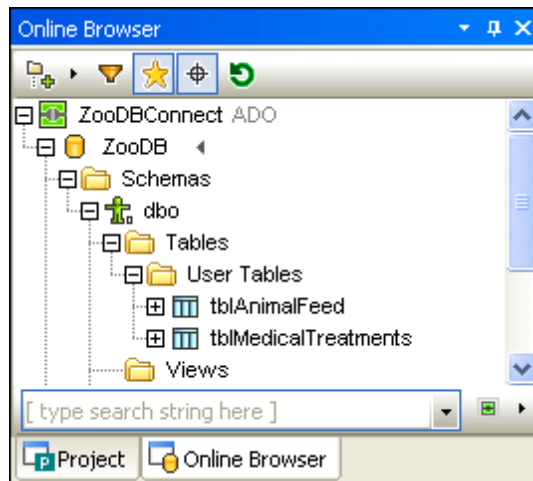 Online Browser
ZooDBConnect ADO
ZooDB
Schemas
dbo
Tables
User Tables
tblAnimalFeed
tblMedicalTreatments
Views
[ type search string here ]
Project Online Browser